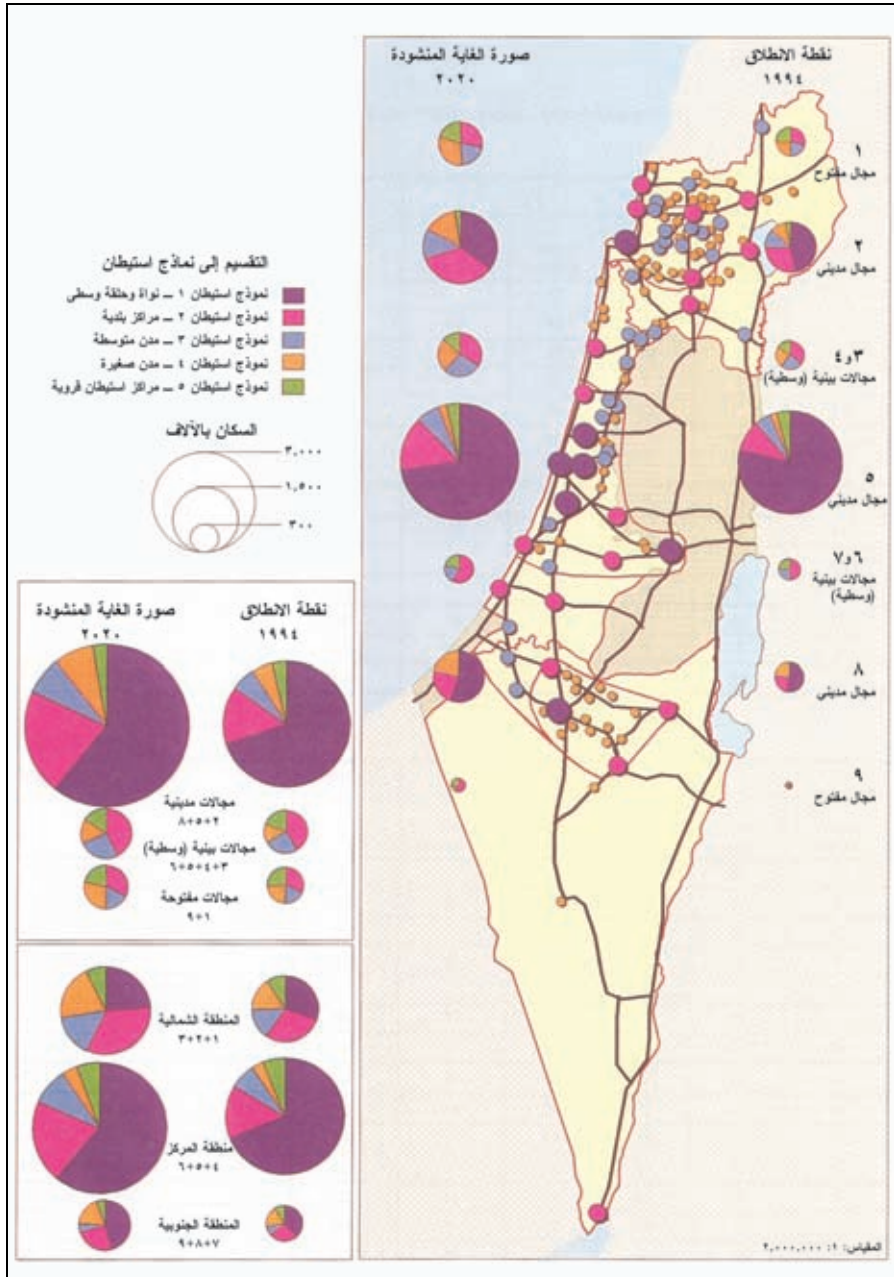 نقطة الانطلاق
١٩٩٤
صورة الغاية المنشودة
٢٠٢٠
١
مجال مفتوح
٢
مجال مديني
٣ و٤
مجالات بينية (وسطية)
٥
مجال مديني
٦ و٧
مجالات بينية
(وسطية)
٨
مجال مديني
٩
مجال مفتوح
المقياس: ١: ٢،٠٠٠،٠٠٠
التقسيم إلى نماذج استيطان
نموذج استيطان ١ ــ نواة وحلقة وسطى
نموذج استيطان ٢ ــ مراكز بلدية
نموذج استيطان ٣ ــ مدن متوسطة
نموذج استيطان ٤ ــ مدن صغيرة
نموذج استيطان ٥ ــ مراكز استيطان قروية
السكان بالآلاف
٣،٠٠٠
١،٥٠٠
٣٠٠
نقطة الانطلاق
١٩٩٤
صورة الغاية المنشودة
٢٠٢٠
مجالات مدينية
٨+٥+٢
مجالات بينية (وسطية)
٦+٥+٤+٣
مجالات مفتوحة
٩+١
المنطقة الشمالية
٣+٢+١
منطقة المركز
٦+٥+٤
المنطقة الجنوبية
٩+٨+٧